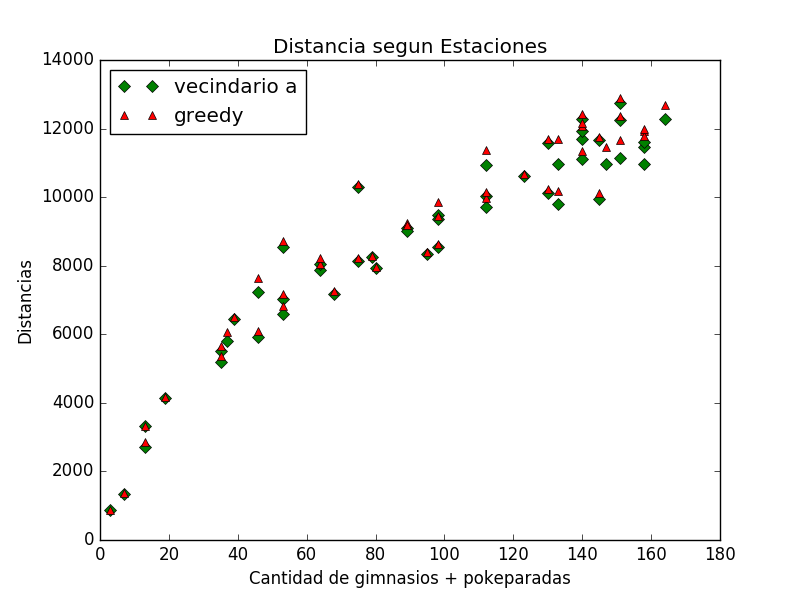 Distancia segun Estaciones
14000
12000
10000
8000
6000
4000
2000
0
Distancias
vecindario a
greedy
0 20 40 60 80 100 120 140 160 180
Cantidad de gimnasios + pokeparadas